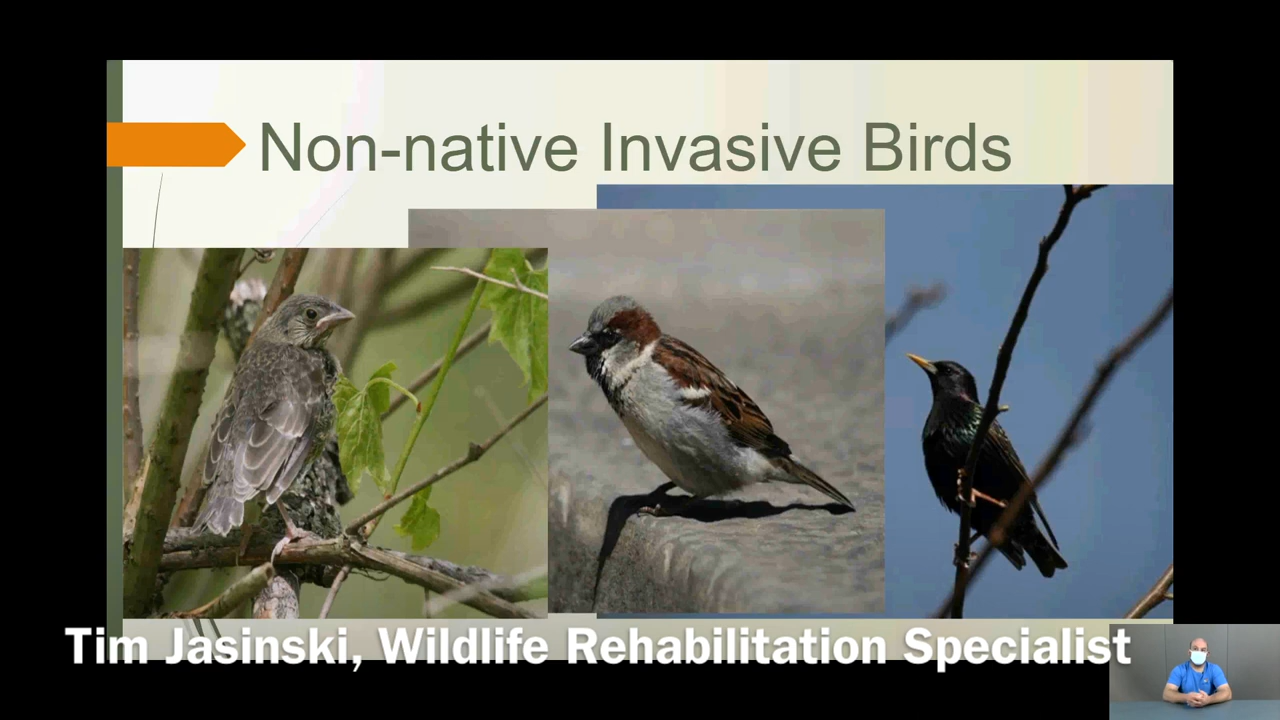 Non-native Invasive Birds
Tim Jasinski, Wildlife Rehabilitation Specialist